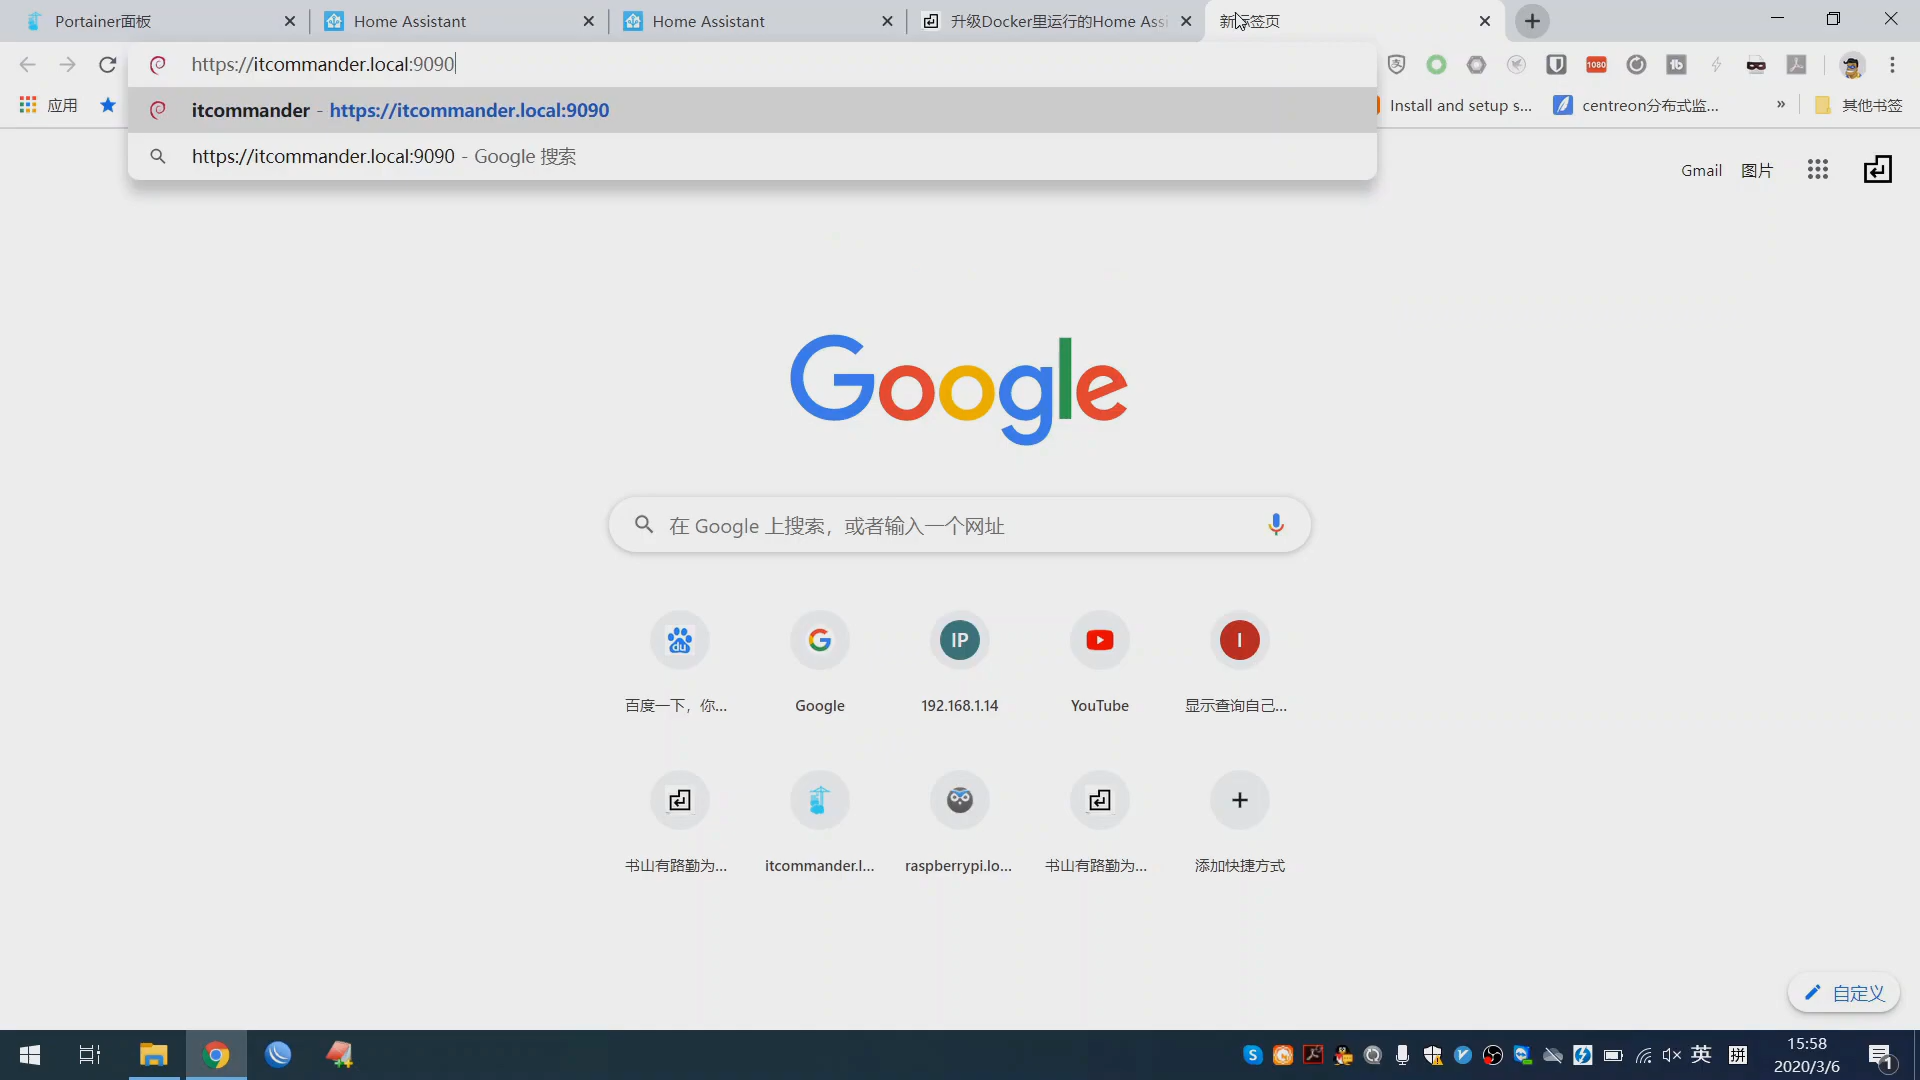 Portainer面板
Home Assistant
Home Assistant
升级Docker里运行的Home Assi
新标签页
https://itcommander.local:9090
itcommander - https://itcommander.local:9090
https://itcommander.local:9090 - Google 搜索
应用
Install and setup s...
centreon分布式监...
»
其他书签
1080
Gmail
图片
Google
在 Google 上搜索，或者输入一个网址
du
IP
I
百度一下，你...
Google
192.168.1.14
YouTube
显示查询自己...
书山有路勤为...
itcommander.l...
raspberrypi.lo...
书山有路勤为...
添加快捷方式
自定义
英
拼
15:58
2020/3/6
1